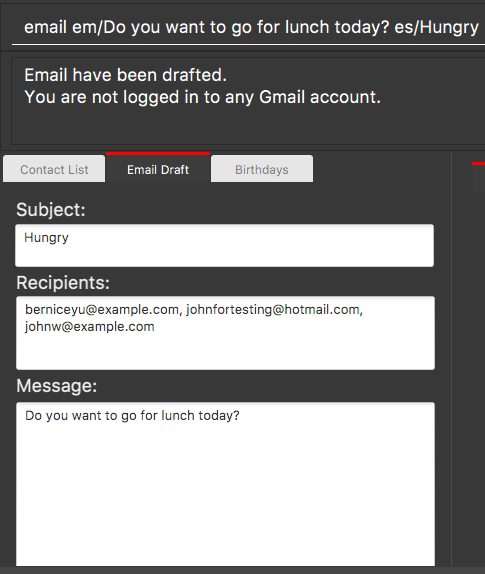 email em/Do you want to go for lunch today? es/Hungry
Email have been drafted.
You are not logged in to any Gmail account.
Contact List
Email Draft
Birthdays
Subject:
Hungry
Recipients:
berniceyu@example.com, johnfortesting@hotmail.com,
johnw@example.com
Message:
Do you want to go for lunch today?